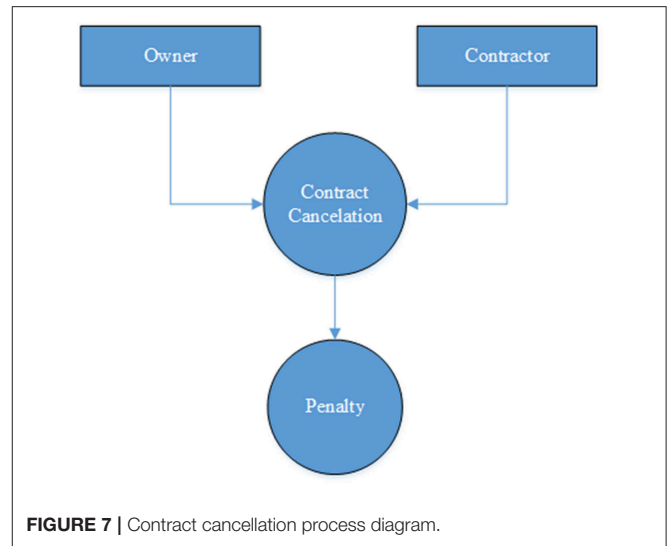 Owner
Contractor
Contract
Cancelation
Penalty
FIGURE 7 | Contract cancellation process diagram.